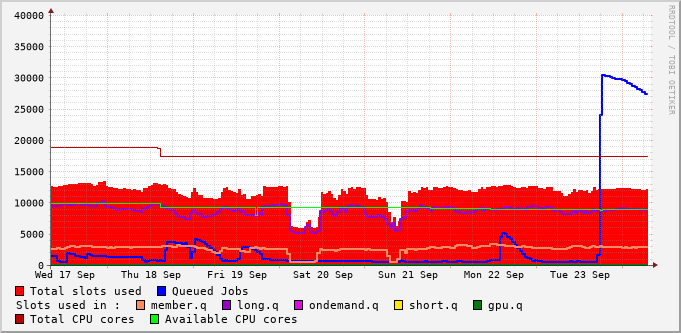 RRDTOOL / TOBI OETIKER
40000
35000
30000
25000
20000
15000
10000
5000
0
Wed 17 Sep Thu 18 Sep Fri 19 Sep Sat 20 Sep Sun 21 Sep Mon 22 Sep Tue 23 Sep
Total slots used Queued Jobs
Slots used in : member.q long.q ondemand.q short.q gpu.q
Total CPU cores Available CPU cores